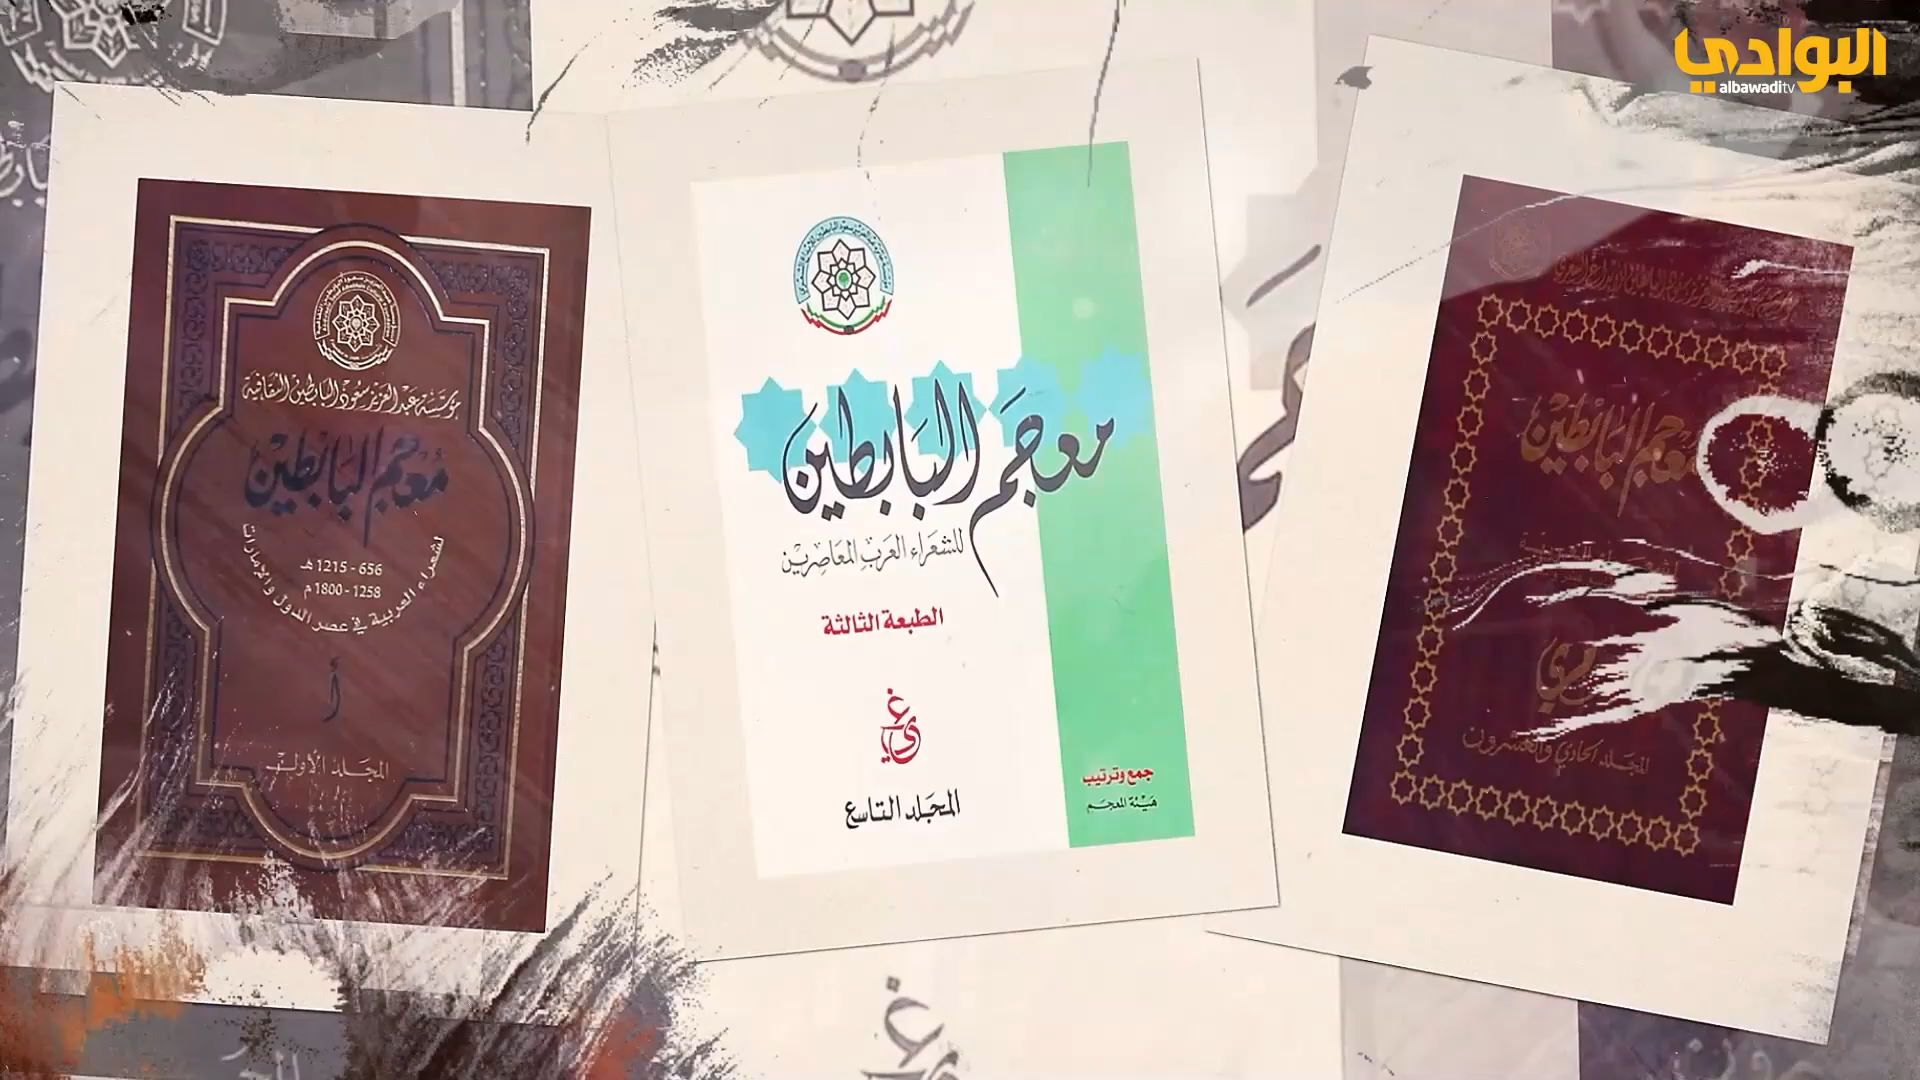 البوادي
albawaditv
مؤسسة عبد العزيز سعود البابطين الثقافية
معجم البابطين
لشعراء العربية في عصر الدول والإمارات
656 - 1215 هـ
1258 - 1800 م
أ
المجلد الأول
معجم البابطين
للشعراء العرب المعاصرين
الطبعة الثالثة
غ
ي
المجلد التاسع
جمع وترتيب
هيئة المعجم
معجم البابطين
المجلد الحادي والعشرون